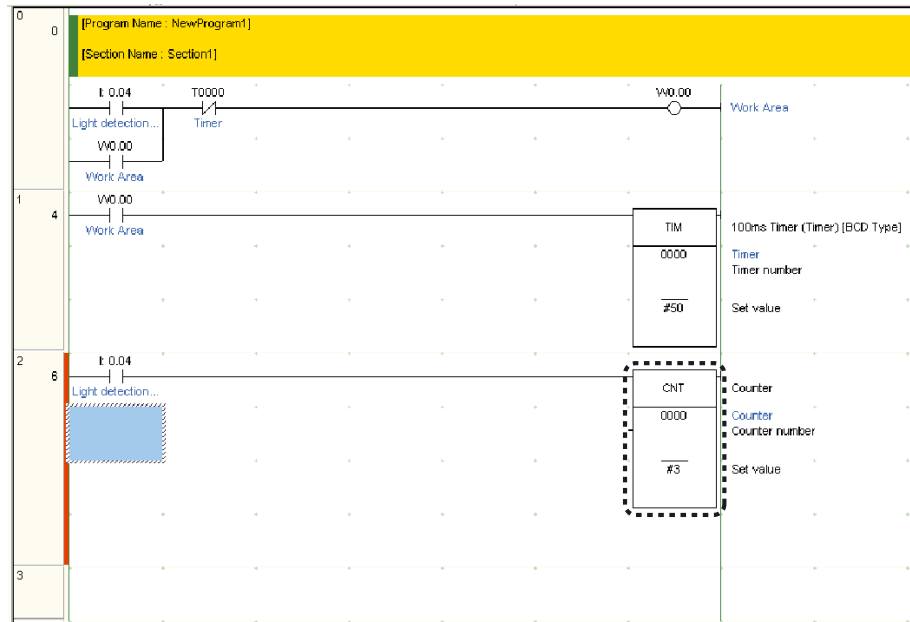 0
0
[Program Name : NewProgram1]
[Section Name : Section1]
I: 0.04
T0000
W0.00
Light detection...
Timer
Work Area
W0.00
Work Area
1
4
W0.00
Work Area
TIM
100ms Timer (Timer) [BCD Type]
0000
Timer
Timer number
#50
Set value
2
6
I: 0.04
Light detection...
CNT
Counter
0000
Counter
Counter number
#3
Set value
3